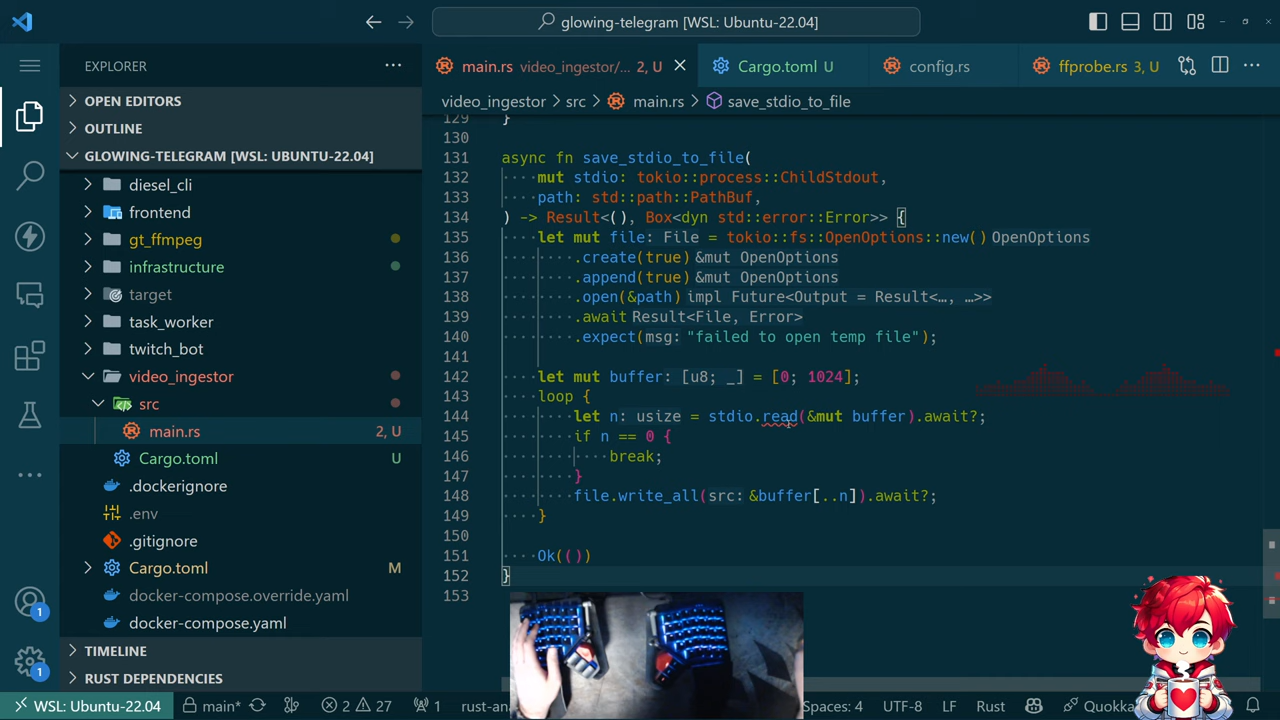 glowing-telegram [WSL: Ubuntu-22.04]
EXPLORER
OPEN EDITORS
OUTLINE
GLOWING-TELEGRAM [WSL: UBUNTU-22.04]
diesel_cli
frontend
gt_ffmpeg
infrastructure
target
task_worker
twitch_bot
video_ingestor
src
main.rs 2, U
Cargo.toml U
.dockerignore
.env
.gitignore
Cargo.toml M
docker-compose.override.yaml
docker-compose.yaml
TIMELINE
RUST DEPENDENCIES
main.rs video_ingestor/... 2, U
Cargo.toml U
config.rs
ffprobe.rs 3, U
video_ingestor > src > main.rs > save_stdio_to_file
129 }
130
131 async fn save_stdio_to_file(
132 mut stdio: tokio::process::ChildStdout,
133 path: std::path::PathBuf,
134 ) -> Result<(), Box<dyn std::error::Error>> {
135 let mut file: File = tokio::fs::OpenOptions::new() OpenOptions
136 .create(true) &mut OpenOptions
137 .append(true) &mut OpenOptions
138 .open(&path) impl Future<Output = Result<…, …>>
139 .await Result<File, Error>
140 .expect(msg: "failed to open temp file");
141
142 let mut buffer: [u8; _] = [0; 1024];
143 loop {
144 let n: usize = stdio.read(&mut buffer).await?;
145 if n == 0 {
146 break;
147 }
148 file.write_all(src: &buffer[..n]).await?;
149 }
150
151 Ok(())
152 }
153
1
1
WSL: Ubuntu-22.04 main* 2 27 1 rust-an Spaces: 4 UTF-8 LF Rust Quokka